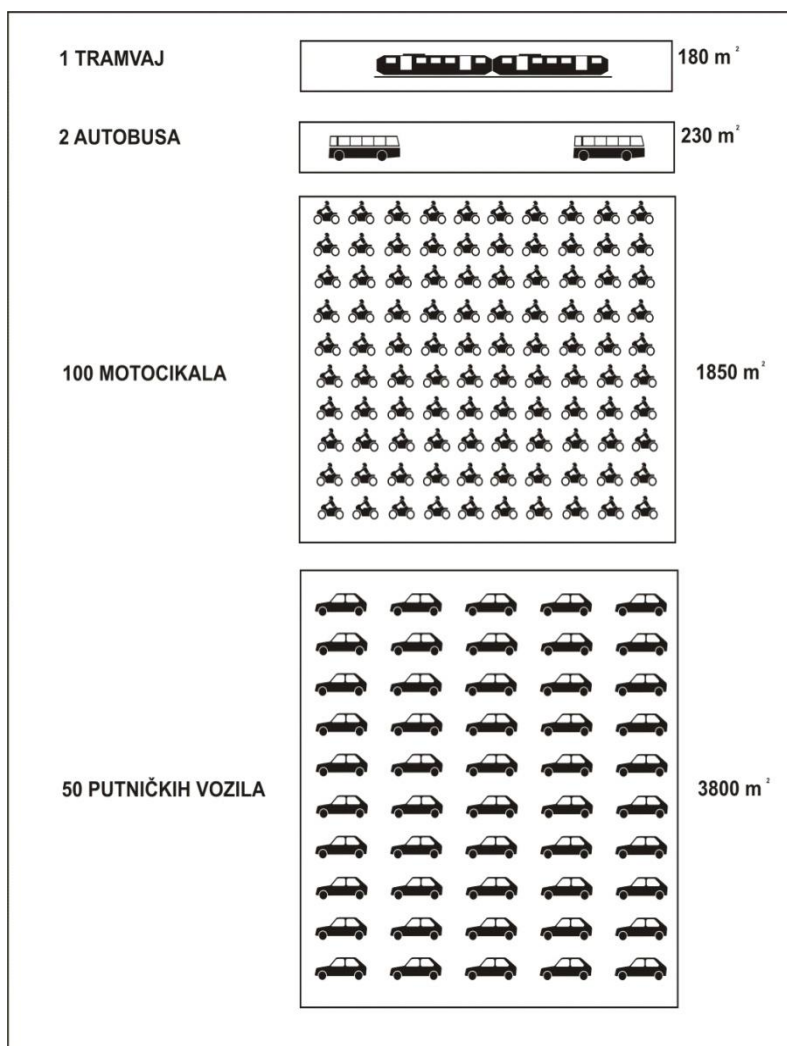 1 TRAMVAJ 180 m²
2 AUTOBUSA 230 m²
100 MOTOCIKALA 1850 m²
50 PUTNIČKIH VOZILA 3800 m²